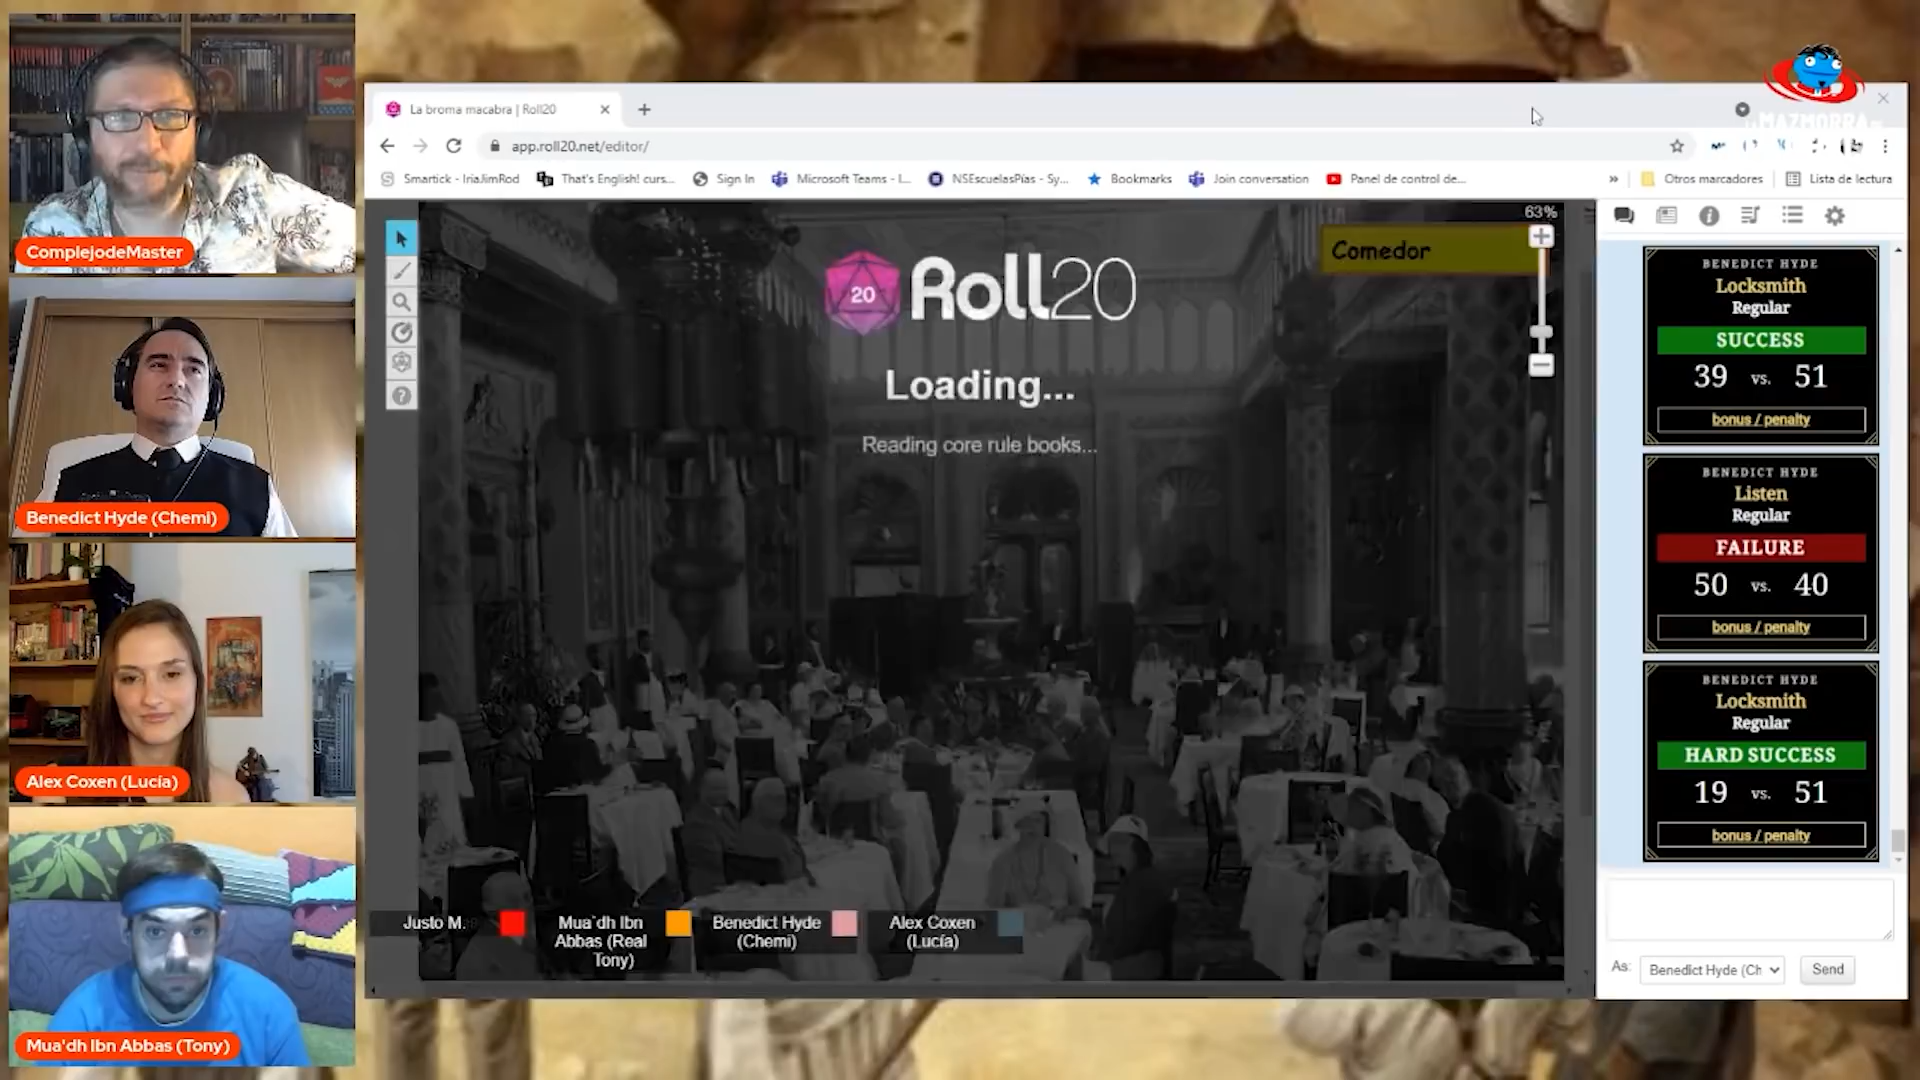 ComplejodeMaster
Benedict Hyde (Chemi)
Alex Coxen (Lucía)
Mua'dh Ibn Abbas (Tony)
La broma macabra | Roll20
app.roll20.net/editor/
Smartick - IriaJimRod
That's English! curs...
Sign In
Microsoft Teams - I...
NSEscuelasPías - Sy...
Bookmarks
Join conversation
Panel de control de...
»
Otros marcadores
Lista de lectura
MAZMORRA
63%
Comedor
20
Roll20
Loading...
Reading core rule books...
Justo M.
Mua`dh Ibn
Abbas (Real
Tony)
Benedict Hyde
(Chemi)
Alex Coxen
(Lucía)
BENEDICT HYDE
Locksmith
Regular
SUCCESS
39 vs. 51
bonus / penalty
BENEDICT HYDE
Listen
Regular
FAILURE
50 vs. 40
bonus / penalty
BENEDICT HYDE
Locksmith
Regular
HARD SUCCESS
19 vs. 51
bonus / penalty
As:
Benedict Hyde (Ch
Send